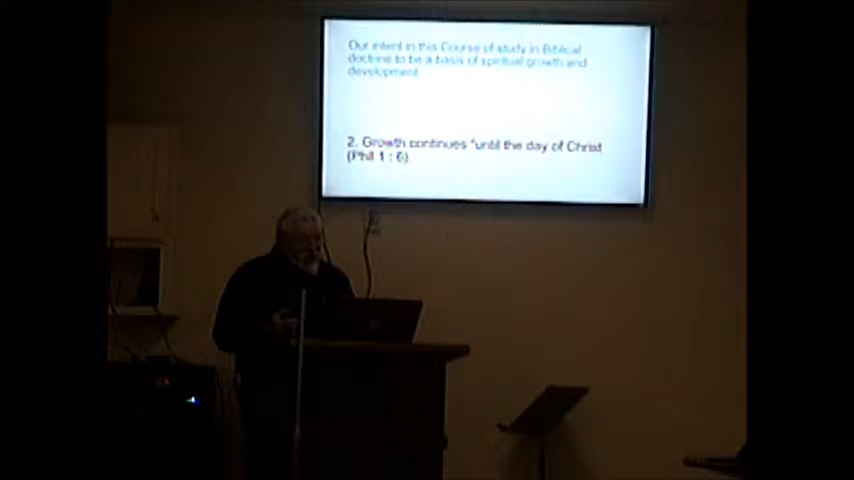 Our intent in this Course of study in Biblical
doctrine to be a basis of spiritual growth and
development.
2. Growth continues "until the day of Christ
(Phil 1 : 6)